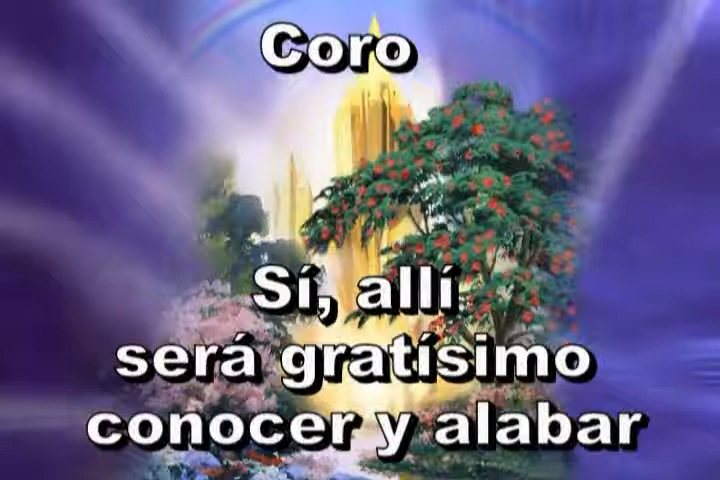 Coro
Sí, allí
será gratísimo
conocer y alabar